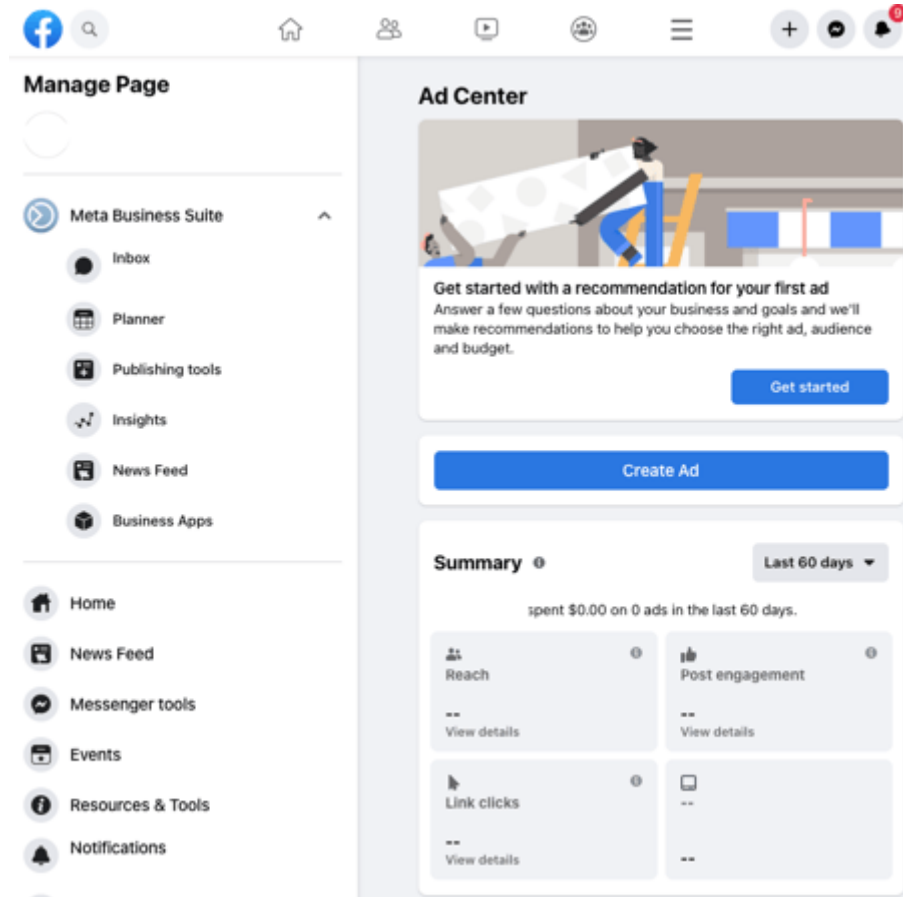 9
Manage Page
Meta Business Suite
Inbox
Planner
Publishing tools
Insights
News Feed
Business Apps
Home
News Feed
Messenger tools
Events
Resources & Tools
Notifications
Ad Center
Get started with a recommendation for your first ad
Answer a few questions about your business and goals and we'll
make recommendations to help you choose the right ad, audience
and budget.
Get started
Create Ad
Summary
Last 60 days
spent $0.00 on 0 ads in the last 60 days.
Reach
--
View details
Post engagement
--
View details
Link clicks
--
View details
--
--